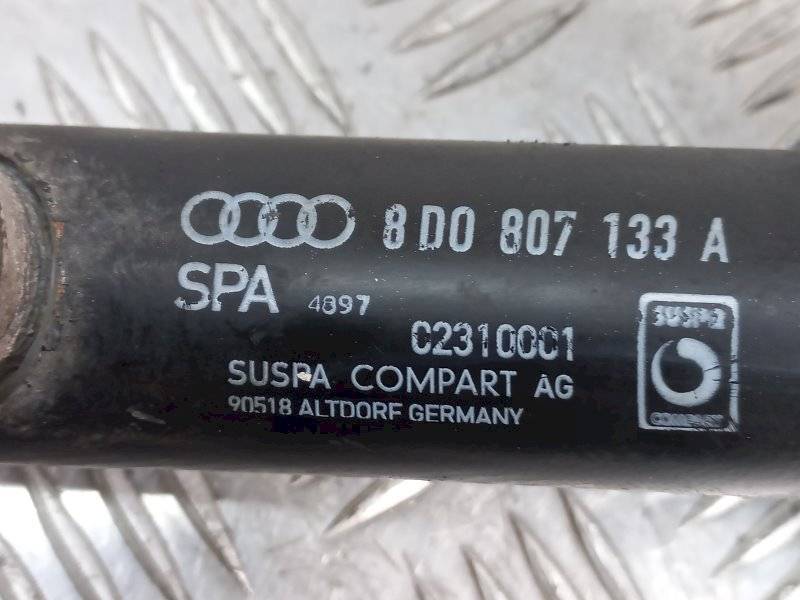 8D0 807 133 A
SPA 4897
C2310001
SUSPA COMPART AG
90518 ALTDORF GERMANY
SUSPA
COMPART